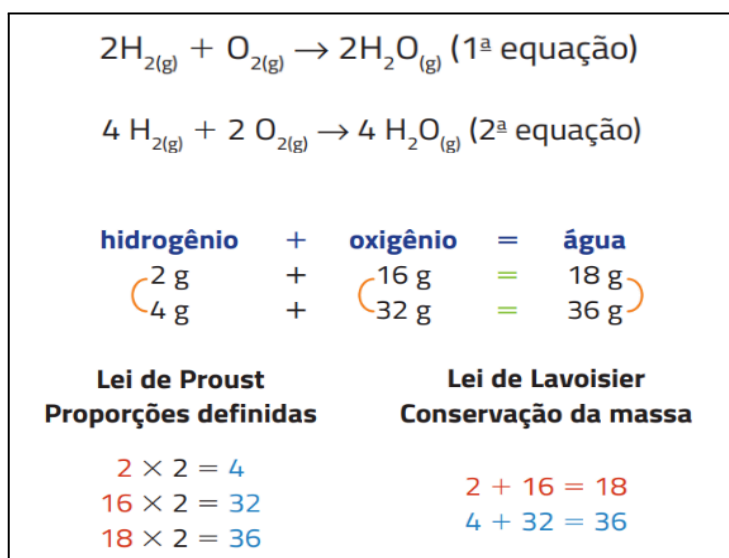 2H₂(g) + O₂(g) → 2H₂O(g) (1ª equação)
4 H₂(g) + 2 O₂(g) → 4 H₂O(g) (2ª equação)
hidrogênio + oxigênio = água
2 g + 16 g = 18 g
4 g + 32 g = 36 g
Lei de Proust
Proporções definidas
2 × 2 = 4
16 × 2 = 32
18 × 2 = 36
Lei de Lavoisier
Conservação da massa
2 + 16 = 18
4 + 32 = 36